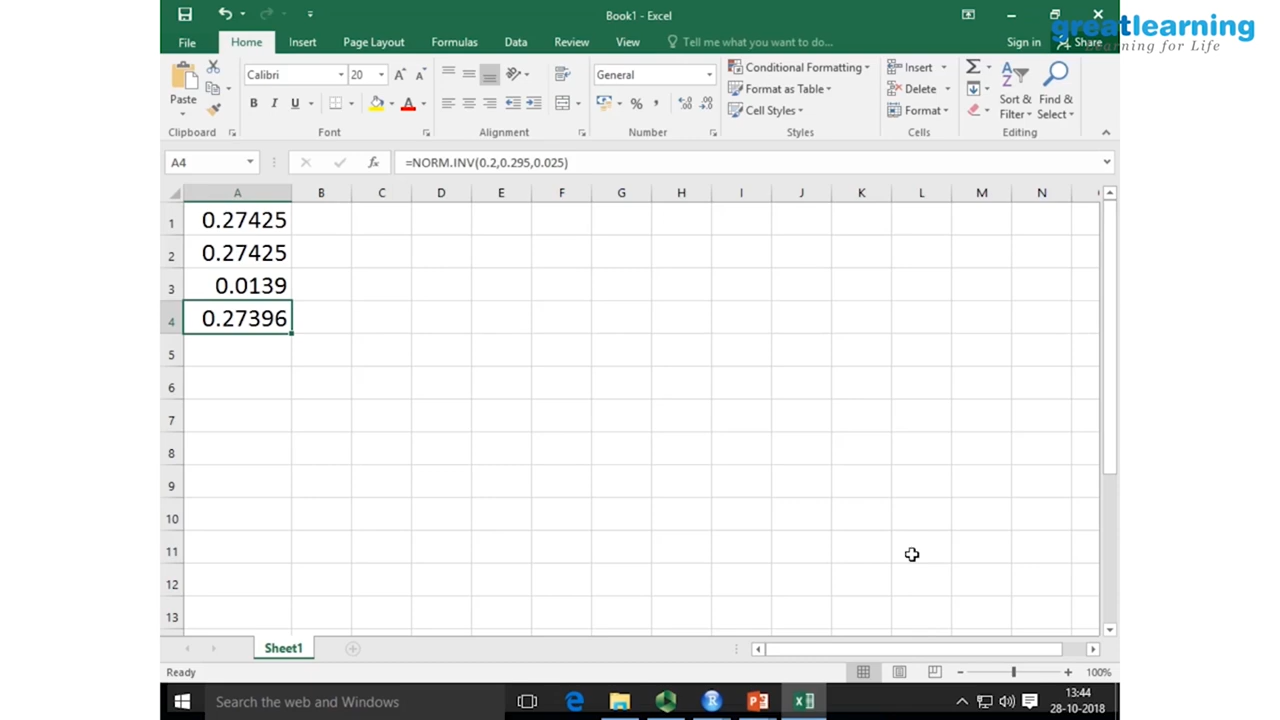 Book1 - Excel
greatlearning
Learning for Life
File Home Insert Page Layout Formulas Data Review View Tell me what you want to do... Sign in Share
Paste
Calibri 20
General
Conditional Formatting
Format as Table
Cell Styles
Insert
Delete
Format
Sort & Filter
Find & Select
Clipboard Font Alignment Number Styles Cells Editing
A4 fx =NORM.INV(0.2,0.295,0.025)
A B C D E F G H I J K L M N
1 0.27425
2 0.27425
3 0.0139
4 0.27396
5
6
7
8
9
10
11
12
13
Sheet1
Ready 100%
Search the web and Windows
13:44
28-10-2018